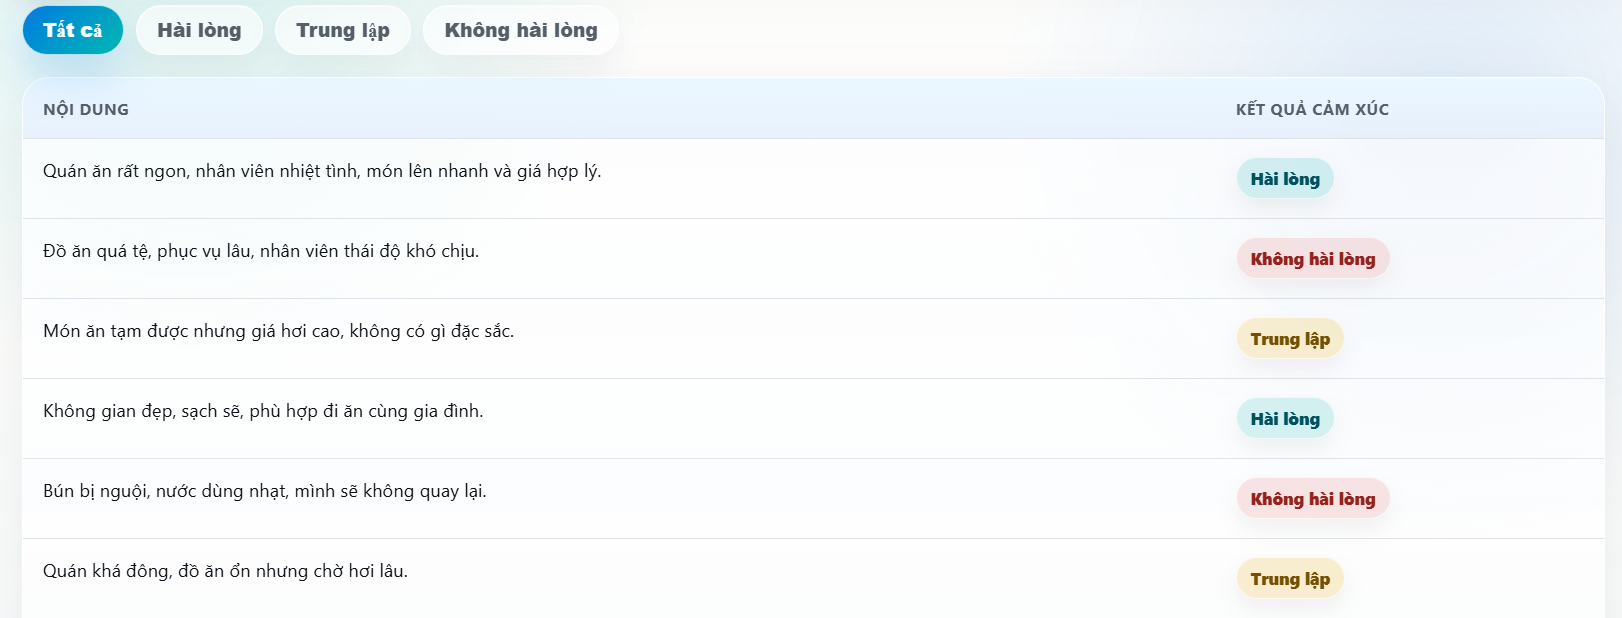 Tất cả Hài lòng Trung lập Không hài lòng
NỘI DUNG KẾT QUẢ CẢM XÚC
Quán ăn rất ngon, nhân viên nhiệt tình, món lên nhanh và giá hợp lý. Hài lòng
Đồ ăn quá tệ, phục vụ lâu, nhân viên thái độ khó chịu. Không hài lòng
Món ăn tạm được nhưng giá hơi cao, không có gì đặc sắc. Trung lập
Không gian đẹp, sạch sẽ, phù hợp đi ăn cùng gia đình. Hài lòng
Bún bị nguội, nước dùng nhạt, mình sẽ không quay lại. Không hài lòng
Quán khá đông, đồ ăn ổn nhưng chờ hơi lâu. Trung lập